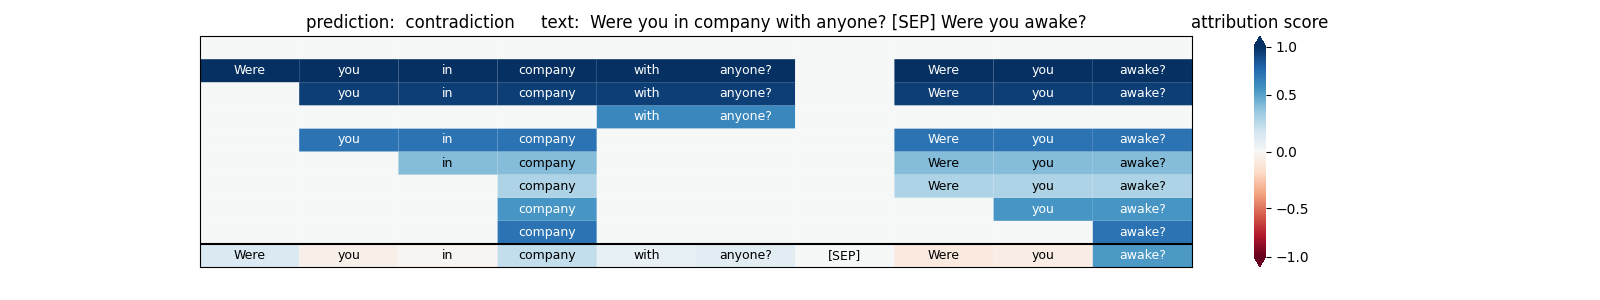 prediction:  contradiction     text:  Were you in company with anyone? [SEP] Were you awake?
attribution score
Were you in company with anyone? Were you awake?
you in company with anyone? Were you awake?
with anyone?
you in company Were you awake?
in company Were you awake?
company Were you awake?
company you awake?
company awake?
Were you in company with anyone? [SEP] Were you awake?
1.0
0.5
0.0
−0.5
−1.0